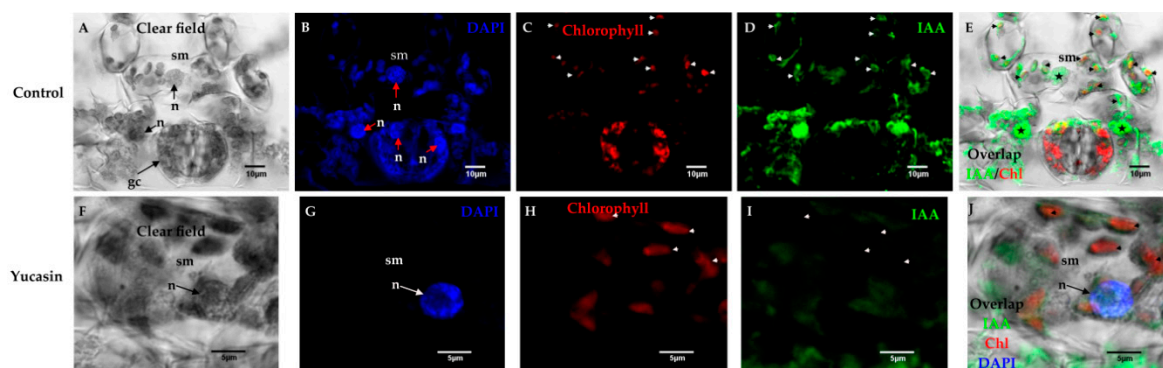 A
Clear field
sm
n
n
gc
10µm
B
DAPI
sm
n
n
n
n
10µm
C
Chlorophyll
10µm
D
IAA
10µm
E
sm
Overlap
IAA/Chl
10µm
Control
F
Clear field
sm
n
5µm
G
DAPI
sm
n
5µm
H
Chlorophyll
5µm
I
IAA
5µm
J
sm
n
Overlap
IAA
Chl
DAPI
5µm
Yucasin